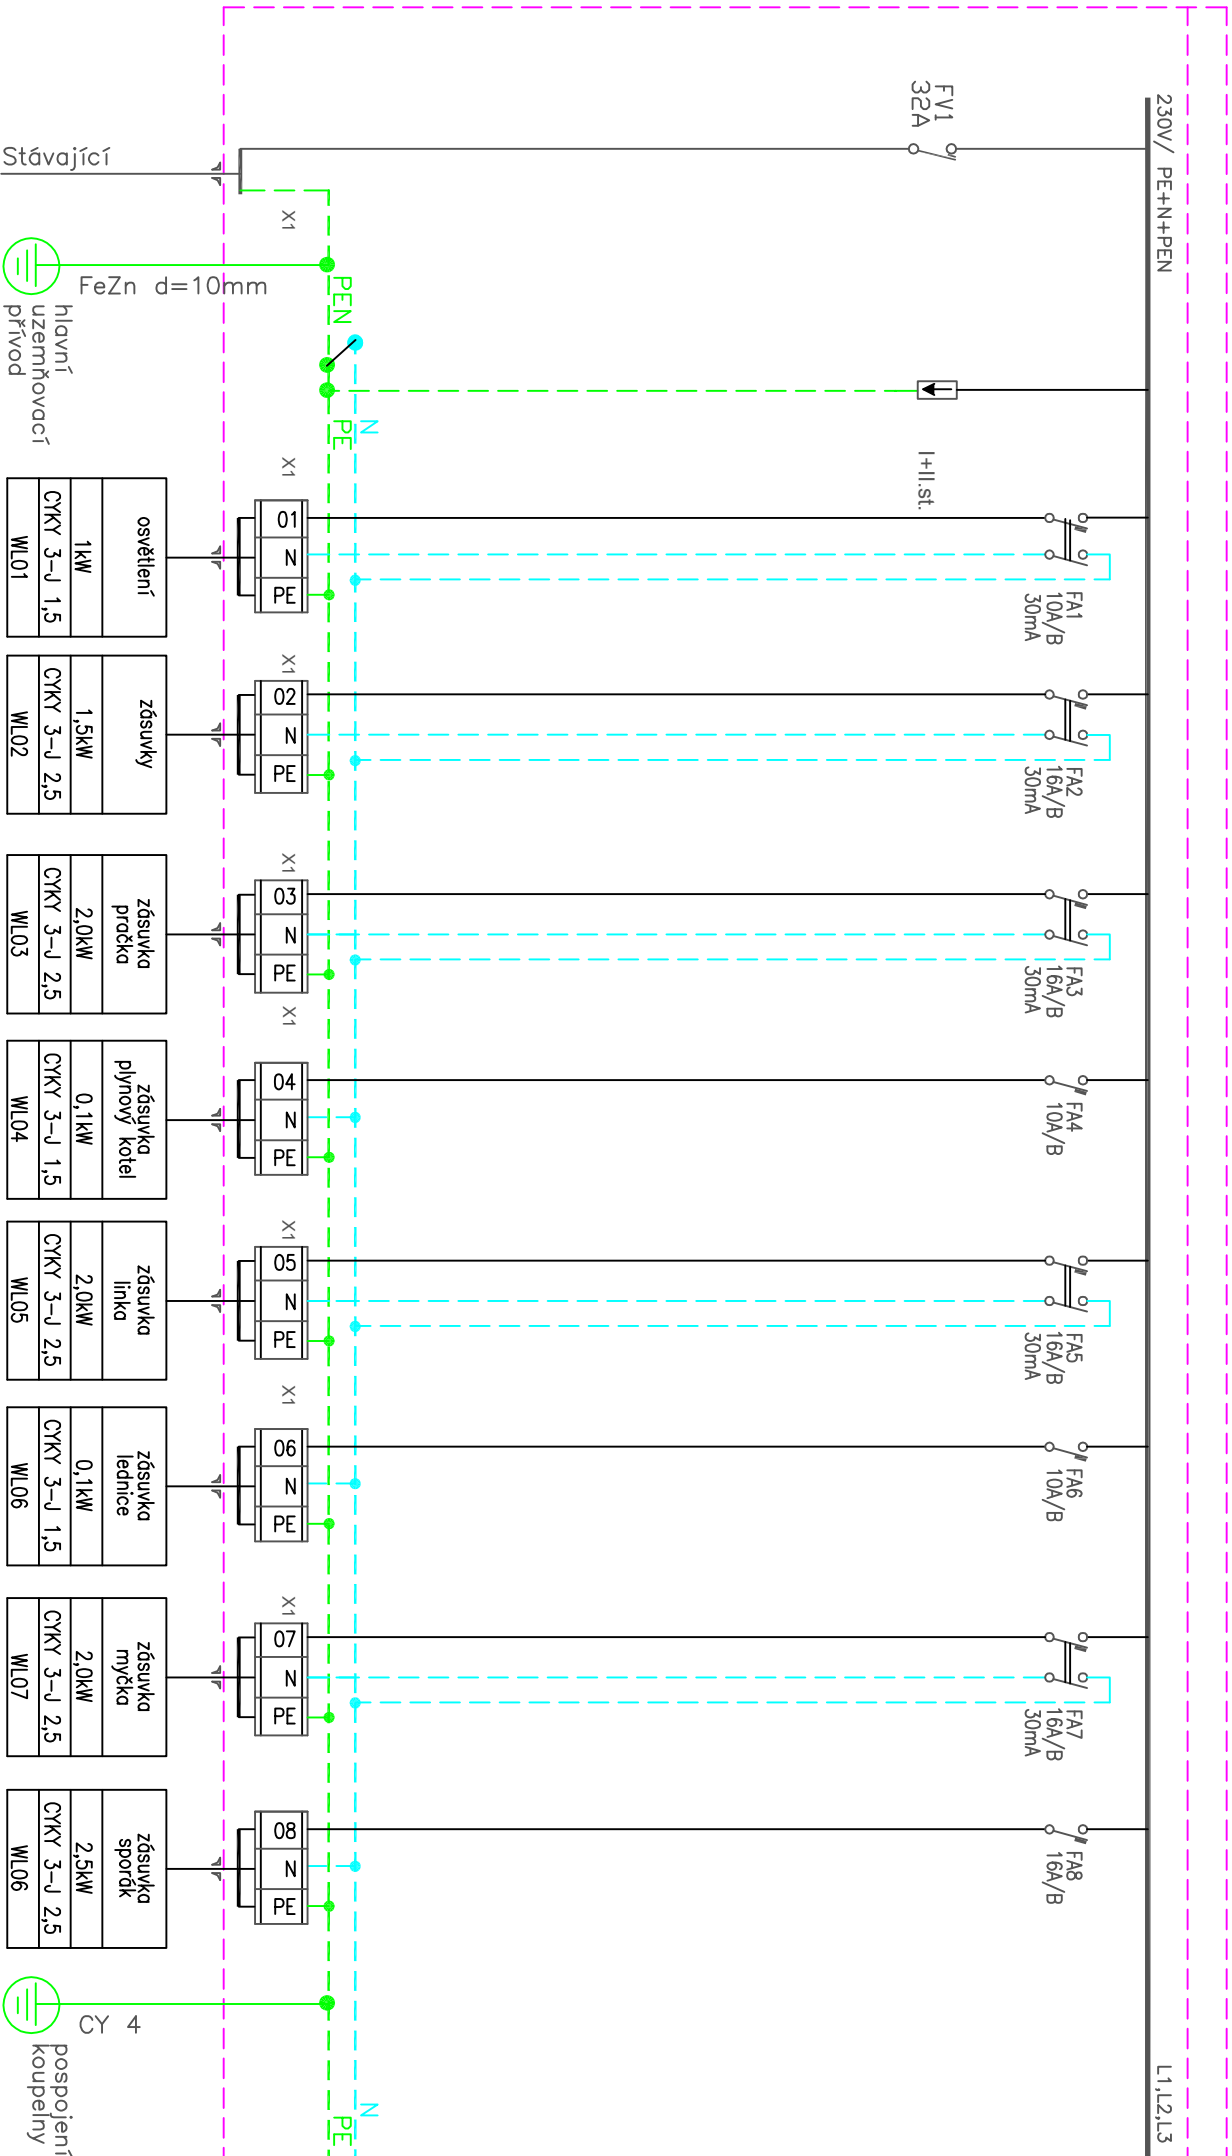 230V/ PE+N+PEN
L1,L2,L3
FV1
32A
I+II.st.
FA1
10A/B
30mA
FA2
16A/B
30mA
FA3
16A/B
30mA
FA4
10A/B
FA5
16A/B
30mA
FA6
10A/B
FA7
16A/B
30mA
FA8
16A/B
PEN
N
PE
N
PE
X1
X1
X1
X1
X1
X1
X1
X1
01
N
PE
02
N
PE
03
N
PE
04
N
PE
05
N
PE
06
N
PE
07
N
PE
08
N
PE
Stávající
FeZn d=10mm
hlavní
uzemňovací
přívod
osvětlení
1kW
CYKY 3-J 1,5
WL01
zásuvky
1,5kW
CYKY 3-J 2,5
WL02
zásuvka
pračka
2,0kW
CYKY 3-J 2,5
WL03
zásuvka
plynový kotel
0,1kW
CYKY 3-J 1,5
WL04
zásuvka
linka
2,0kW
CYKY 3-J 2,5
WL05
zásuvka
lednice
0,1kW
CYKY 3-J 1,5
WL06
zásuvka
myčka
2,0kW
CYKY 3-J 2,5
WL07
zásuvka
sporák
2,5kW
CYKY 3-J 2,5
WL06
CY 4
pospojení
koupelny